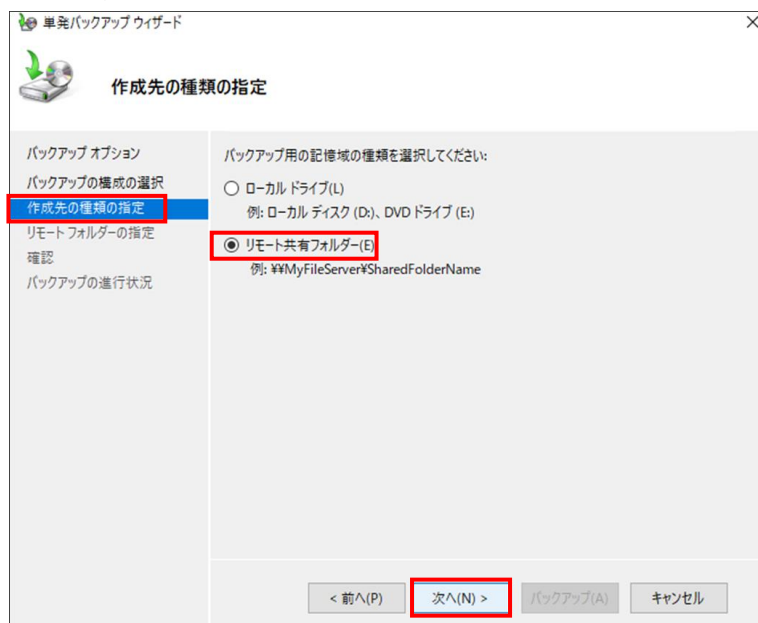 単発バックアップ ウィザード
作成先の種類の指定
バックアップ オプション
バックアップの構成の選択
作成先の種類の指定
リモート フォルダーの指定
確認
バックアップの進行状況
バックアップ用の記憶域の種類を選択してください:
ローカル ドライブ(L)
例: ローカル ディスク (D:)、DVD ドライブ (E:)
リモート共有フォルダー(E)
例: ¥¥MyFileServer¥SharedFolderName
< 前へ(P)
次へ(N) >
バックアップ(A)
キャンセル